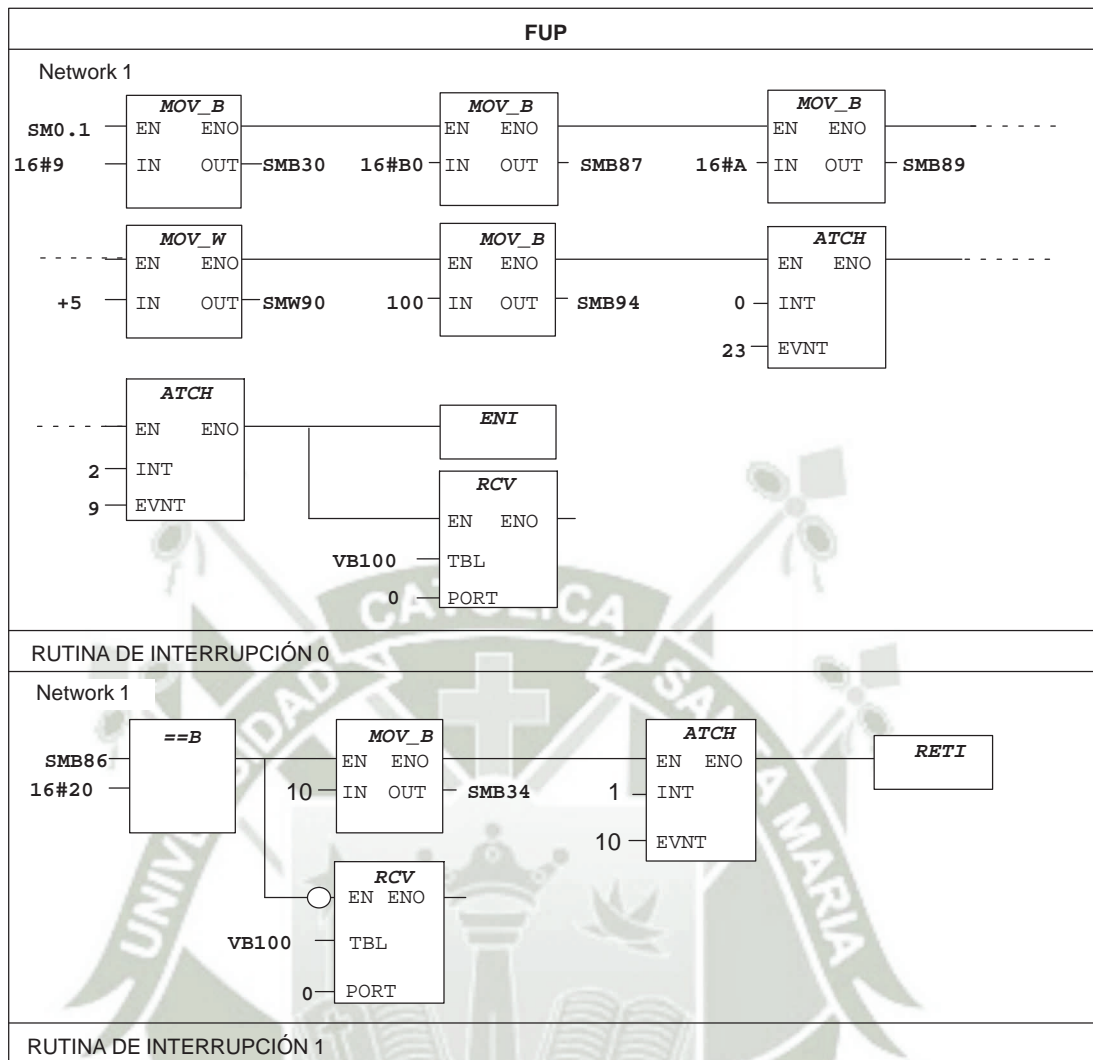 FUP
Network 1
MOV_B MOV_B MOV_B
SM0.1 EN ENO EN ENO EN ENO
16#9 IN OUT SMB30 16#B0 IN OUT SMB87 16#A IN OUT SMB89
MOV_W MOV_B ATCH
EN ENO EN ENO EN ENO
+5 IN OUT SMW90 100 IN OUT SMB94 0 INT
23 EVNT
ATCH
EN ENO ENI
2 INT
9 EVNT
RCV
EN ENO
VB100 TBL
0 PORT
RUTINA DE INTERRUPCIÓN 0
Network 1
==B MOV_B ATCH
SMB86 EN ENO EN ENO RETI
16#20 10 IN OUT SMB34 1 INT
10 EVNT
RCV
EN ENO
VB100 TBL
0 PORT
RUTINA DE INTERRUPCIÓN 1
UNIVERSIDAD CATÓLICA SANTA MARIA